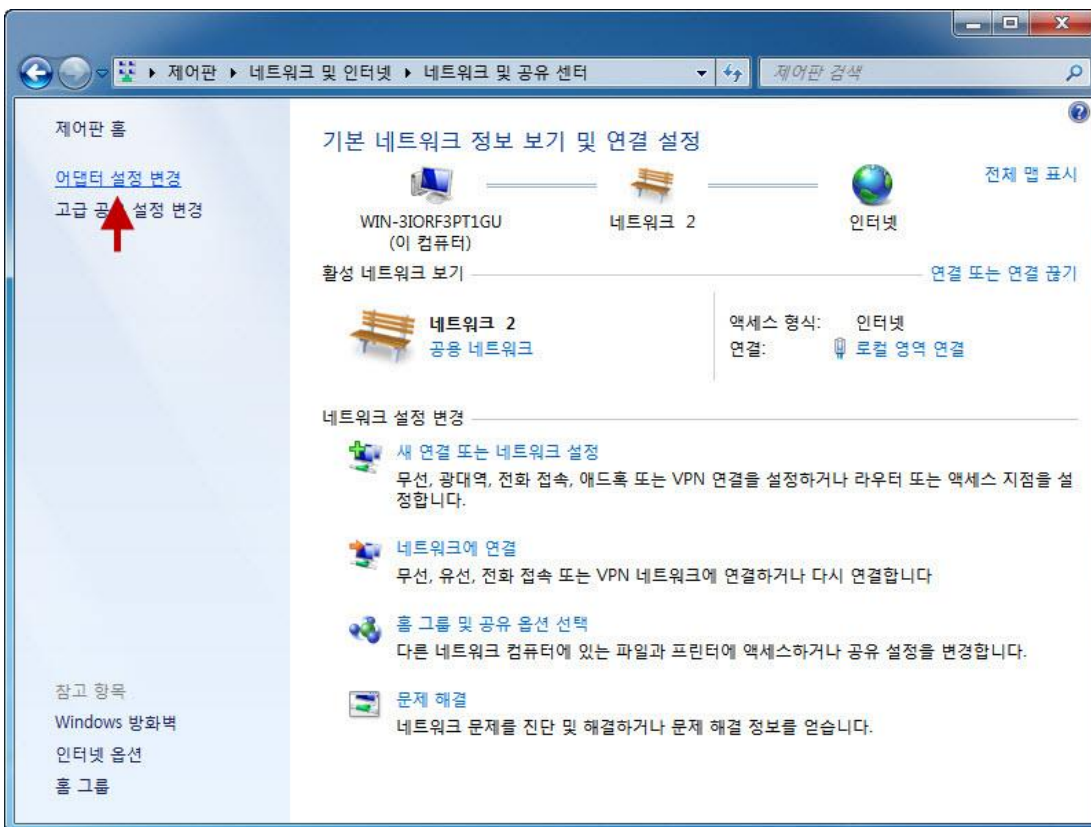 제어판 ▸ 네트워크 및 인터넷 ▸ 네트워크 및 공유 센터
제어판 검색
제어판 홈
어댑터 설정 변경
고급 공 설정 변경
기본 네트워크 정보 보기 및 연결 설정
전체 맵 표시
WIN-3IORF3PT1GU
(이 컴퓨터)
네트워크 2
인터넷
활성 네트워크 보기
연결 또는 연결 끊기
네트워크 2
공용 네트워크
액세스 형식: 인터넷
연결: 로컬 영역 연결
네트워크 설정 변경
새 연결 또는 네트워크 설정
무선, 광대역, 전화 접속, 애드혹 또는 VPN 연결을 설정하거나 라우터 또는 액세스 지점을 설
정합니다.
네트워크에 연결
무선, 유선, 전화 접속 또는 VPN 네트워크에 연결하거나 다시 연결합니다
홈 그룹 및 공유 옵션 선택
다른 네트워크 컴퓨터에 있는 파일과 프린터에 액세스하거나 공유 설정을 변경합니다.
문제 해결
네트워크 문제를 진단 및 해결하거나 문제 해결 정보를 얻습니다.
참고 항목
Windows 방화벽
인터넷 옵션
홈 그룹